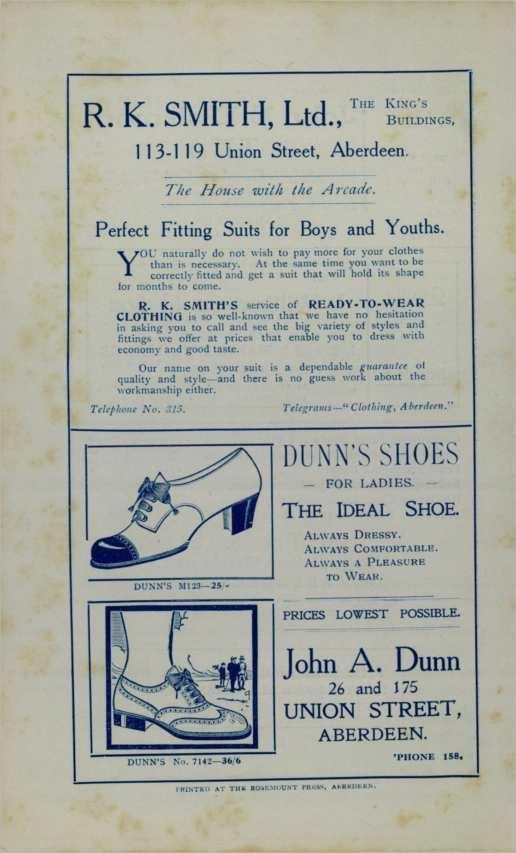 R. K. SMITH, Ltd., THE KING'S BUILDINGS,
113-119 Union Street, Aberdeen.
The House with the Arcade.
Perfect Fitting Suits for Boys and Youths.
YOU naturally do not wish to pay more for your clothes
than is necessary. At the same time you want to be
correctly fitted and get a suit that will hold its shape
for months to come.
R. K. SMITH'S service of READY-TO-WEAR
CLOTHING is so well-known that we have no hesitation
in asking you to call and see the big variety of styles and
fittings we offer at prices that enable you to dress with
economy and good taste.
Our name on your suit is a dependable guarantee of
quality and style—and there is no guess work about the
workmanship either.
Telephone No. 315.
Telegrams—"Clothing, Aberdeen."
DUNN'S M123—25/-
DUNN'S SHOES
— FOR LADIES. —
THE IDEAL SHOE.
ALWAYS DRESSY.
ALWAYS COMFORTABLE.
ALWAYS A PLEASURE
TO WEAR.
PRICES LOWEST POSSIBLE.
DUNN'S No. 7142—36/6
John A. Dunn
26 and 175
UNION STREET,
ABERDEEN.
'PHONE 158.
PRINTED AT THE ROSEMOUNT PRESS, ABERDEEN.